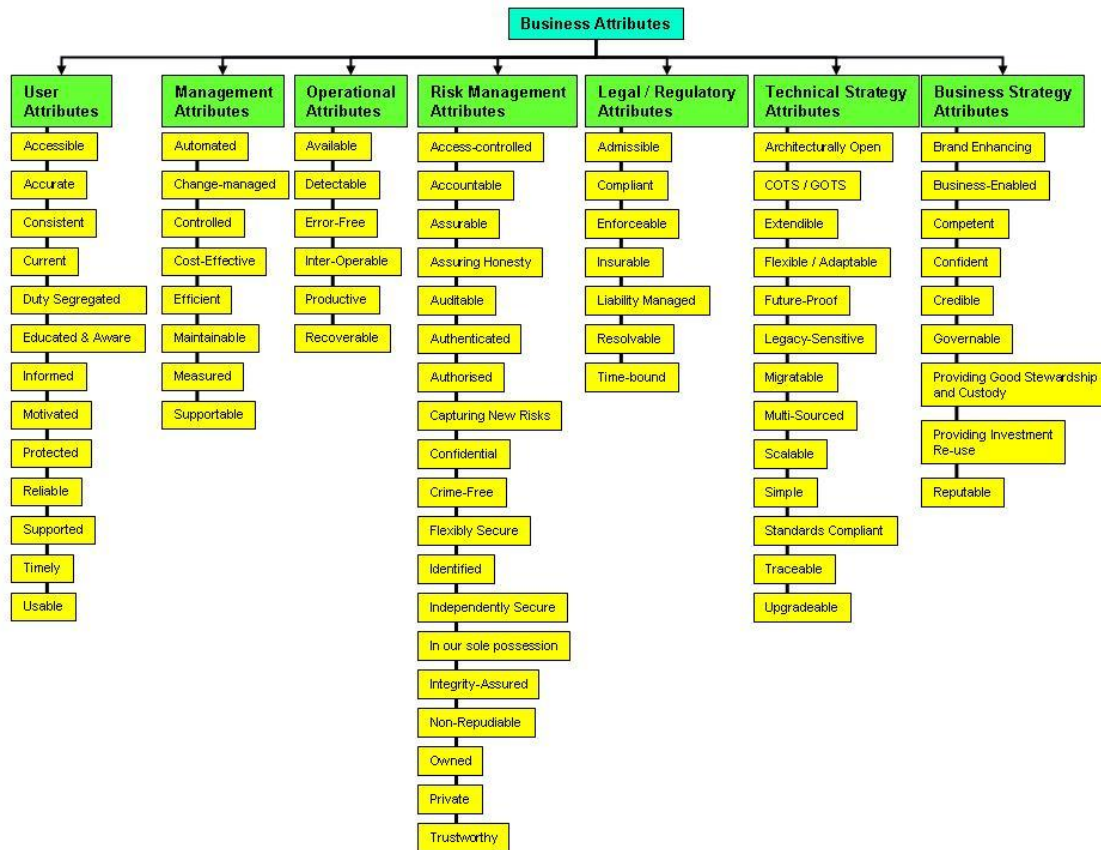 Business Attributes
User
Attributes
Accessible
Accurate
Consistent
Current
Duty Segregated
Educated & Aware
Informed
Motivated
Protected
Reliable
Supported
Timely
Usable
Management
Attributes
Automated
Change-managed
Controlled
Cost-Effective
Efficient
Maintainable
Measured
Supportable
Operational
Attributes
Available
Detectable
Error-Free
Inter-Operable
Productive
Recoverable
Risk Management
Attributes
Access-controlled
Accountable
Assurable
Assuring Honesty
Auditable
Authenticated
Authorised
Capturing New Risks
Confidential
Crime-Free
Flexibly Secure
Identified
Independently Secure
In our sole possession
Integrity-Assured
Non-Repudiable
Owned
Private
Trustworthy
Legal / Regulatory
Attributes
Admissible
Compliant
Enforceable
Insurable
Liability Managed
Resolvable
Time-bound
Technical Strategy
Attributes
Architecturally Open
COTS / GOTS
Extendible
Flexible / Adaptable
Future-Proof
Legacy-Sensitive
Migratable
Multi-Sourced
Scalable
Simple
Standards Compliant
Traceable
Upgradeable
Business Strategy
Attributes
Brand Enhancing
Business-Enabled
Competent
Confident
Credible
Governable
Providing Good Stewardship
and Custody
Providing Investment
Re-use
Reputable